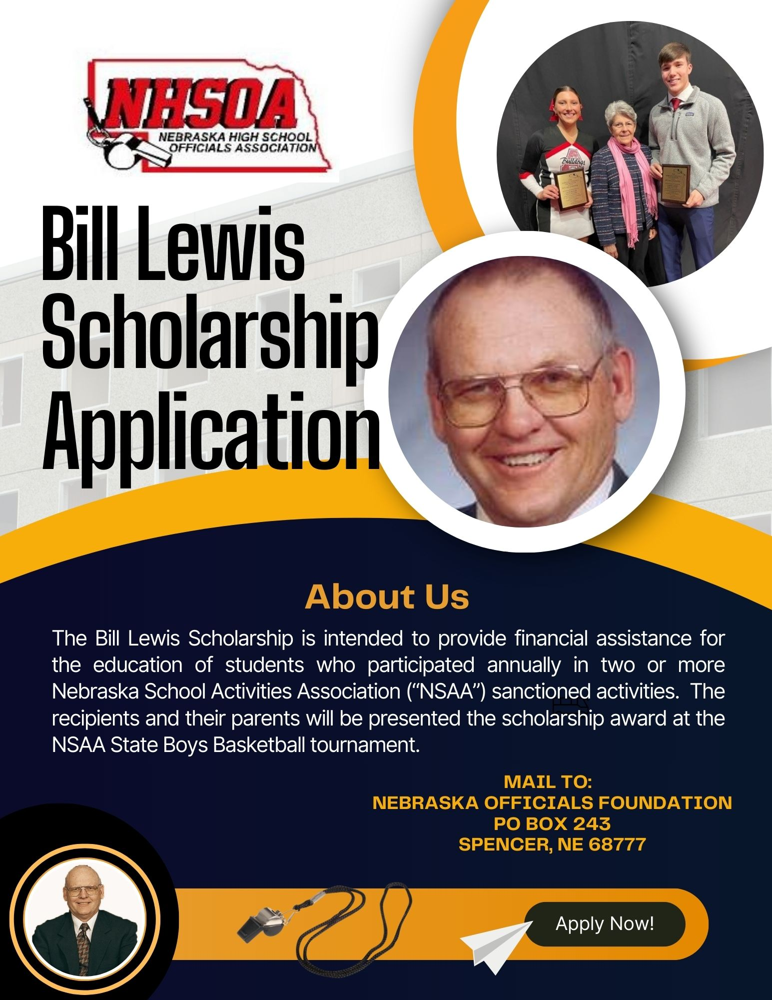 NHSOA
NEBRASKA HIGH SCHOOL
OFFICIALS ASSOCIATION
Bulldogs
Bill Lewis
Scholarship
Application
About Us
The Bill Lewis Scholarship is intended to provide financial assistance for
the education of students who participated annually in two or more
Nebraska School Activities Association (“NSAA”) sanctioned activities. The
recipients and their parents will be presented the scholarship award at the
NSAA State Boys Basketball tournament.
MAIL TO:
NEBRASKA OFFICIALS FOUNDATION
PO BOX 243
SPENCER, NE 68777
Apply Now!